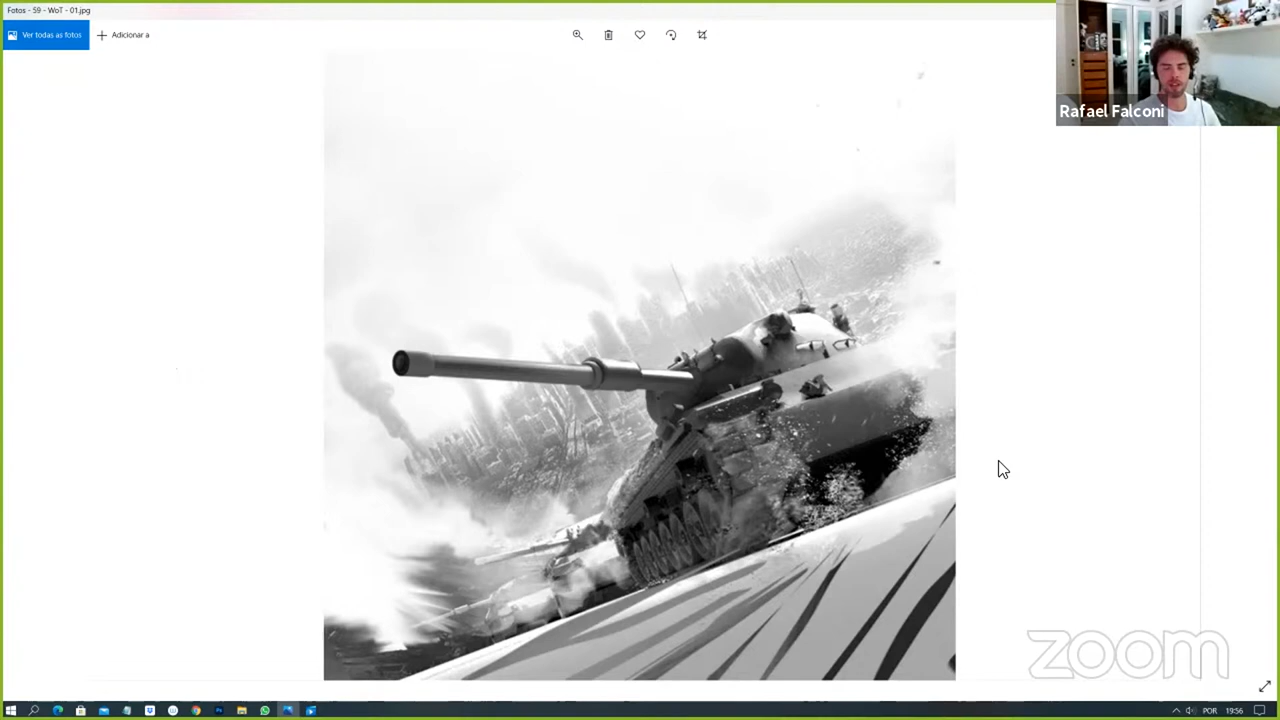 Fotos - 59 - WoT - 01.jpg
Ver todas as fotos
Adicionar a
Rafael Falconi
zoom
POR
19:56